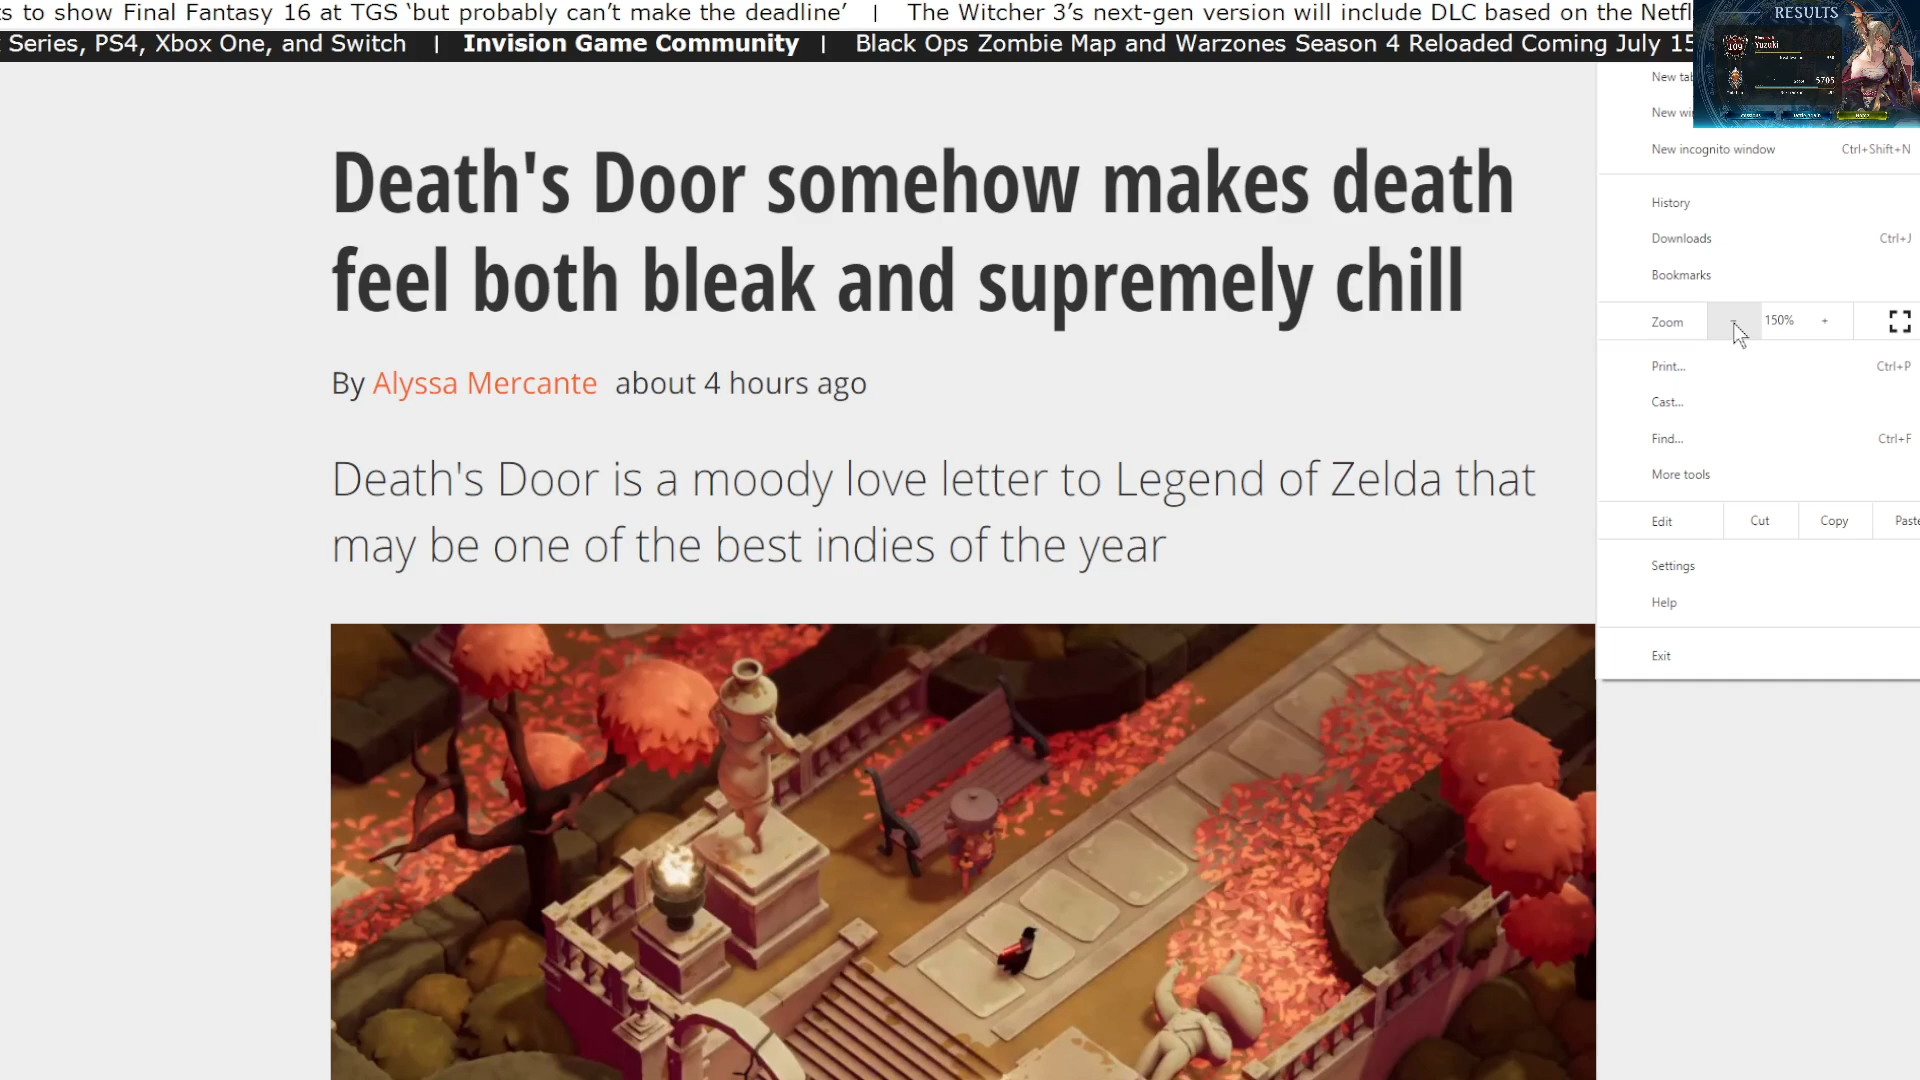 s to show Final Fantasy 16 at TGS ‘but probably can’t make the deadline’ | The Witcher 3’s next-gen version will include DLC based on the Netfl
Series, PS4, Xbox One, and Switch | Invision Game Community | Black Ops Zombie Map and Warzones Season 4 Reloaded Coming July 15
RESULTS
109
Yuzuki
5705
New tab
New wi
New incognito window Ctrl+Shift+N
History
Downloads Ctrl+J
Bookmarks
Zoom - 150% +
Print... Ctrl+P
Cast...
Find... Ctrl+F
More tools
Edit Cut Copy Paste
Settings
Help
Exit
Death's Door somehow makes death
feel both bleak and supremely chill
By Alyssa Mercante about 4 hours ago
Death's Door is a moody love letter to Legend of Zelda that
may be one of the best indies of the year